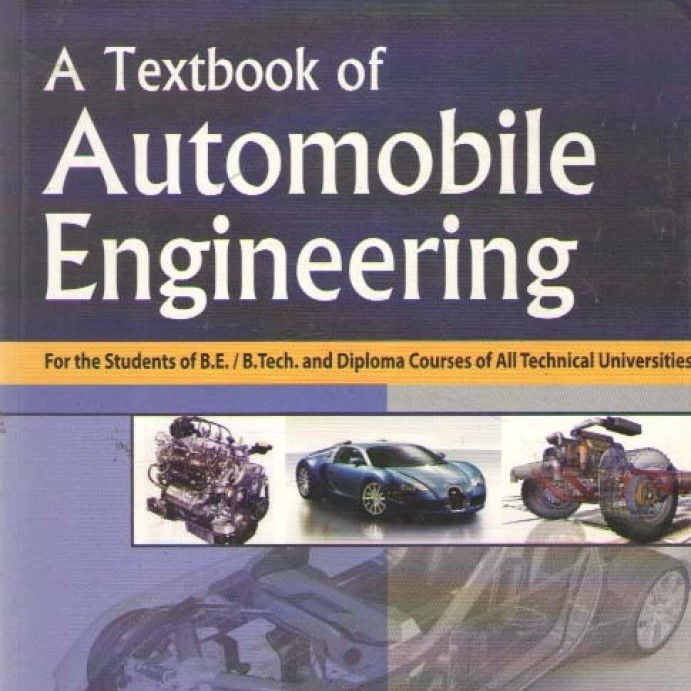 A Textbook of
Automobile
Engineering
For the Students of B.E. / B.Tech. and Diploma Courses of All Technical Universities